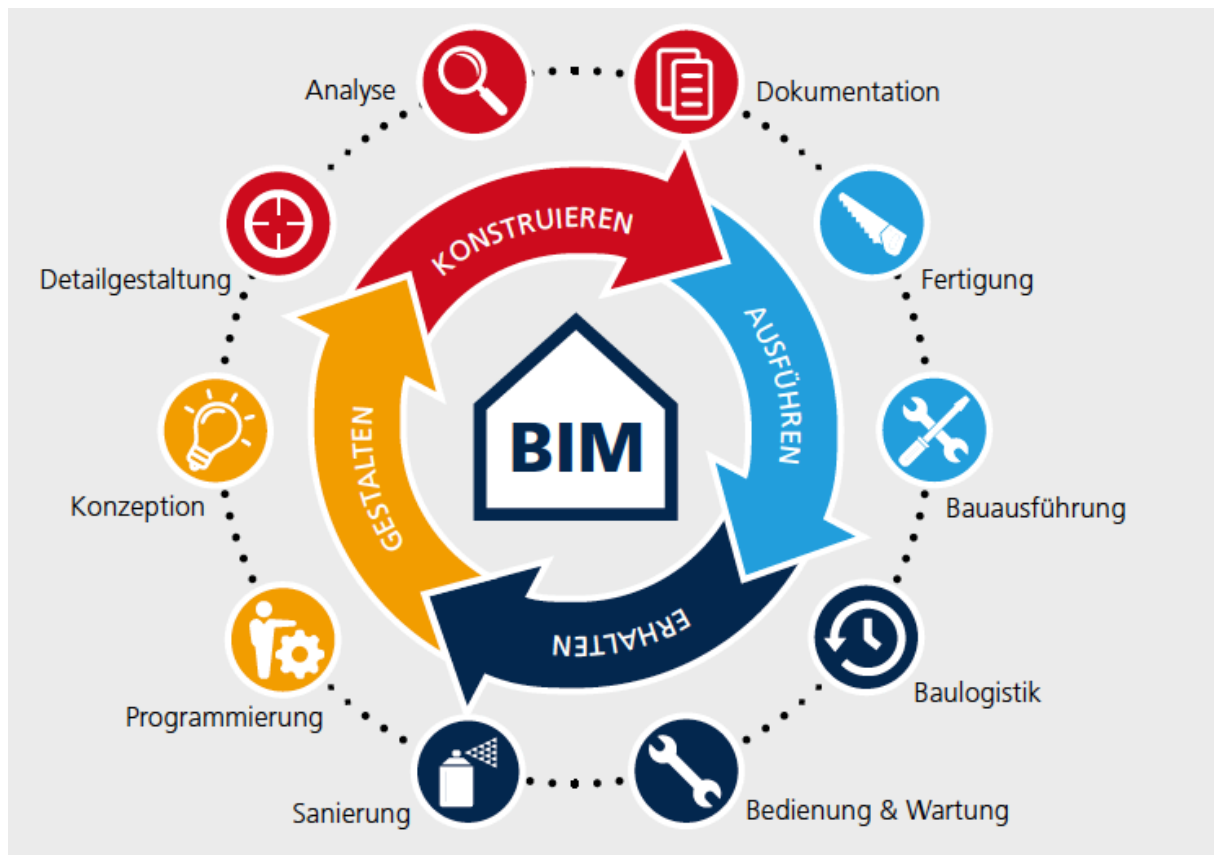 Analyse
Dokumentation
Detailgestaltung
Fertigung
Konzeption
Bauausführung
Programmierung
Baulogistik
Sanierung
Bedienung & Wartung
KONSTRUIEREN
AUSFÜHREN
ERHALTEN
GESTALTEN
BIM